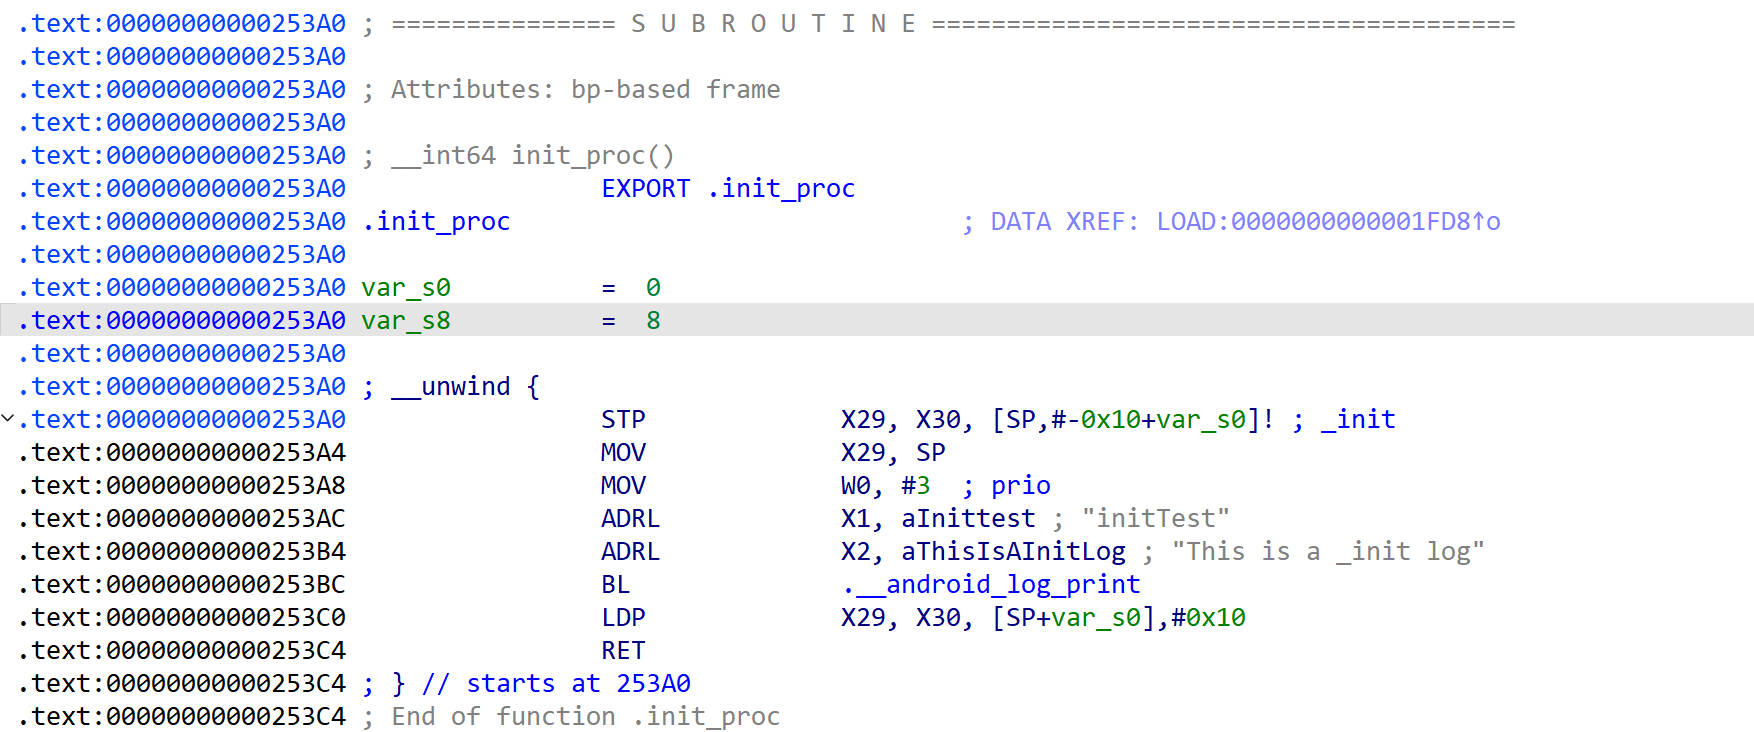 .text:00000000000253A0 ; =============== S U B R O U T I N E =======================================
.text:00000000000253A0
.text:00000000000253A0 ; Attributes: bp-based frame
.text:00000000000253A0
.text:00000000000253A0 ; __int64 init_proc()
.text:00000000000253A0                 EXPORT .init_proc
.text:00000000000253A0 .init_proc                              ; DATA XREF: LOAD:0000000000001FD8↑o
.text:00000000000253A0
.text:00000000000253A0 var_s0          =  0
.text:00000000000253A0 var_s8          =  8
.text:00000000000253A0
.text:00000000000253A0 ; __unwind {
.text:00000000000253A0                 STP             X29, X30, [SP,#-0x10+var_s0]! ; _init
.text:00000000000253A4                 MOV             X29, SP
.text:00000000000253A8                 MOV             W0, #3  ; prio
.text:00000000000253AC                 ADRL            X1, aInittest ; "initTest"
.text:00000000000253B4                 ADRL            X2, aThisIsAInitLog ; "This is a _init log"
.text:00000000000253BC                 BL              .__android_log_print
.text:00000000000253C0                 LDP             X29, X30, [SP+var_s0],#0x10
.text:00000000000253C4                 RET
.text:00000000000253C4 ; } // starts at 253A0
.text:00000000000253C4 ; End of function .init_proc